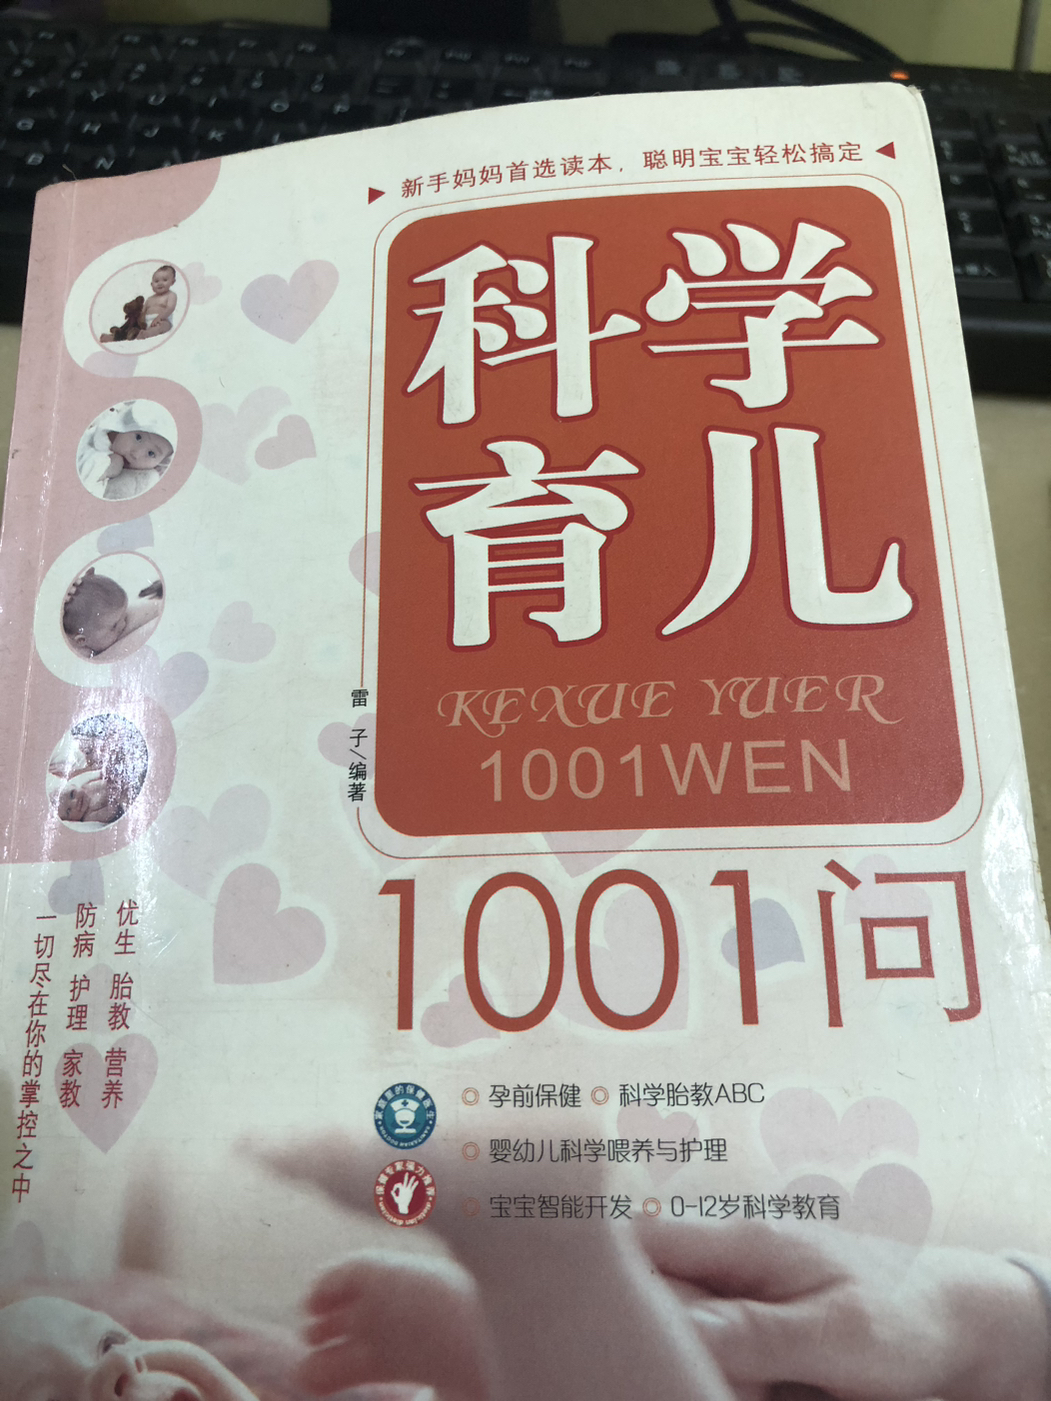 新手妈妈首选读本，聪明宝宝轻松搞定
科学
育儿
KEXUE YUER
1001WEN
雷子／编著
1001问
优生 胎教 营养
防病 护理 家教
一切尽在你的掌控之中
孕前保健 科学胎教ABC
婴幼儿科学喂养与护理
宝宝智能开发 0-12岁科学教育